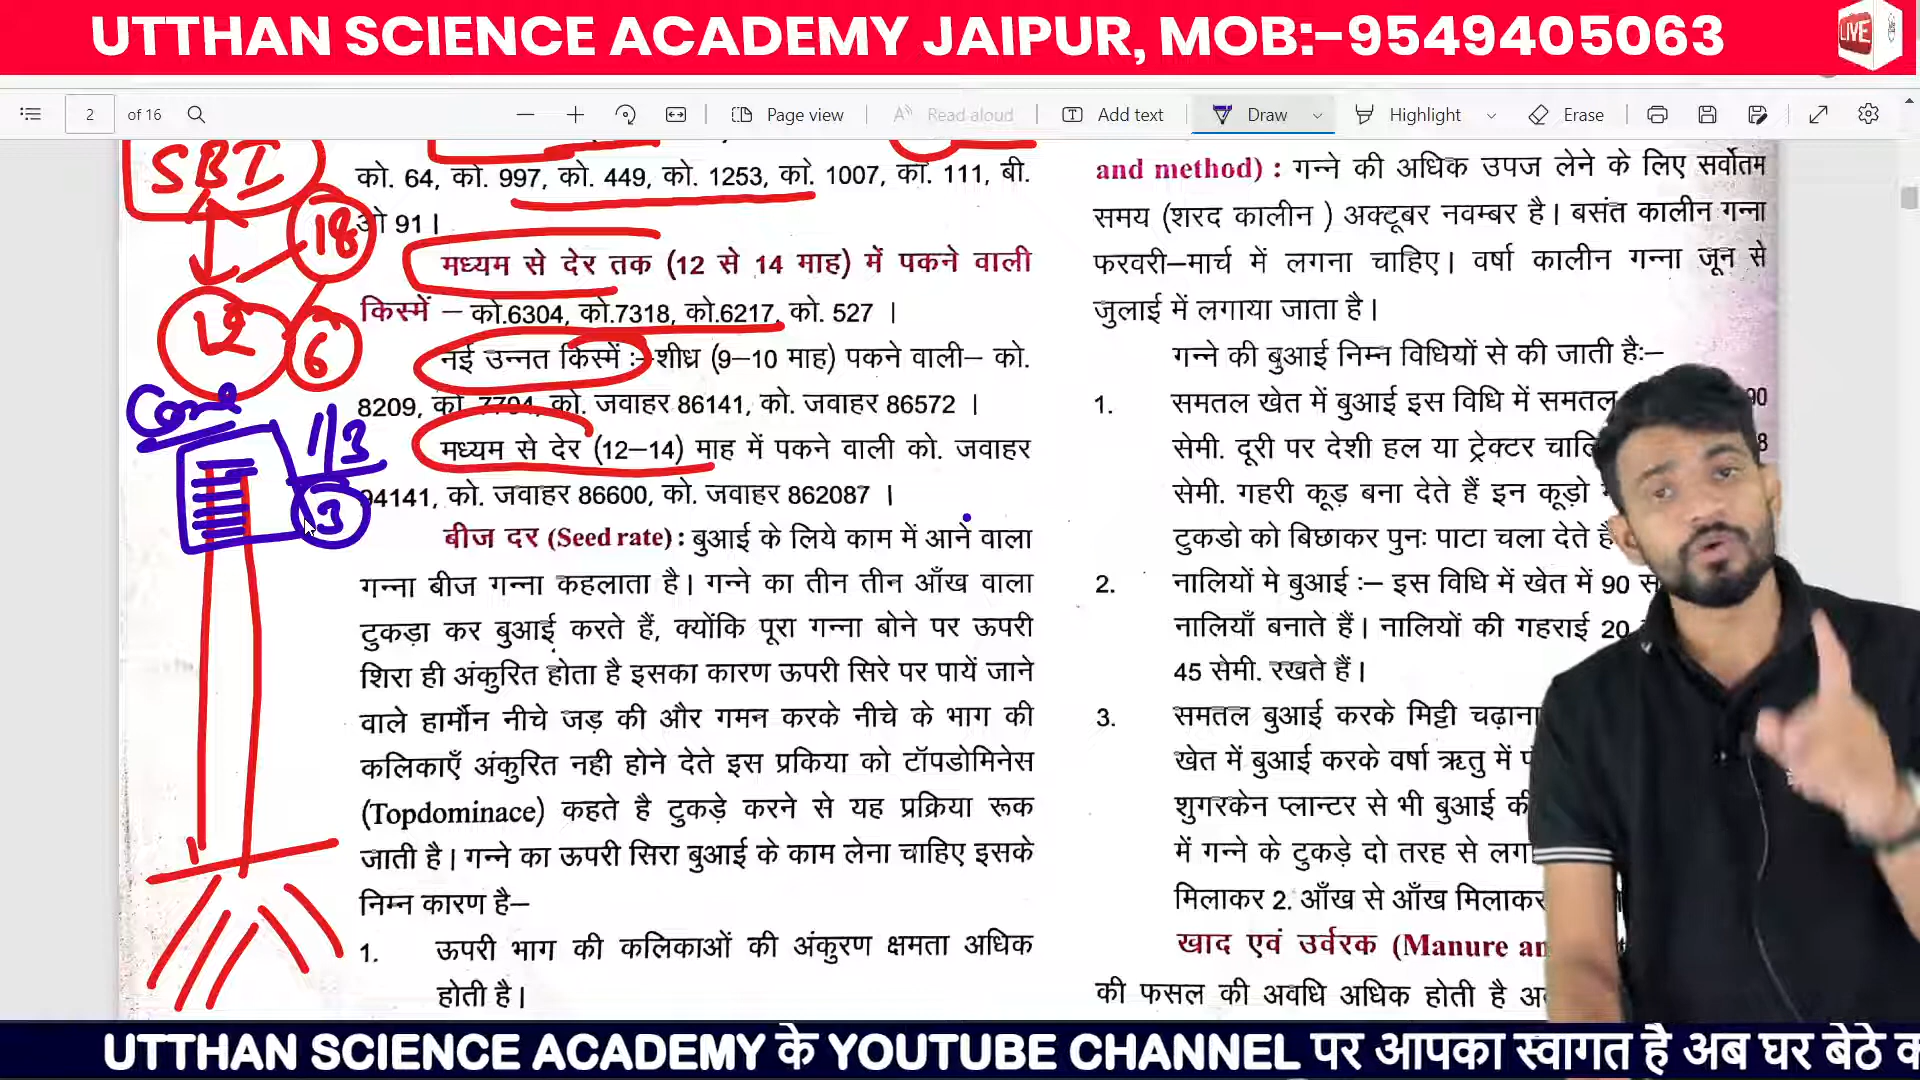 UTTHAN SCIENCE ACADEMY JAIPUR, MOB:-9549405063
LIVE
2 of 16 Page view Read aloud Add text Draw Highlight Erase
SBI
18
12
6
Cane
1/3
3
को. 64, को. 997, को. 449, को. 1253, को. 1007, को. 111, बी.
ओ 91।
मध्यम से देर तक (12 से 14 माह) में पकने वाली
किस्में – को.6304, को.7318, को.6217, को. 527 ।
नई उन्नत किस्में :- शीध्र (9–10 माह) पकने वाली– को.
8209, को. 7704, को. जवाहर 86141, को. जवाहर 86572 ।
मध्यम से देर (12–14) माह में पकने वाली को. जवाहर
94141, को. जवाहर 86600, को. जवाहर 862087 ।
बीज दर (Seed rate) : बुआई के लिये काम में आने वाला
गन्ना बीज गन्ना कहलाता है। गन्ने का तीन तीन आँख वाला
टुकड़ा कर बुआई करते हैं, क्योंकि पूरा गन्ना बोने पर ऊपरी
शिरा ही अंकुरित होता है इसका कारण ऊपरी सिरे पर पायें जाने
वाले हार्मोन नीचे जड़ की और गमन करके नीचे के भाग की
कलिकाएँ अंकुरित नही होने देते इस प्रकिया को टॉपडोमिनेस
(Topdominace) कहते है टुकड़े करने से यह प्रक्रिया रूक
जाती है। गन्ने का ऊपरी सिरा बुआई के काम लेना चाहिए इसके
निम्न कारण है–
1. ऊपरी भाग की कलिकाओं की अंकुरण क्षमता अधिक
होती है।
and method) : गन्ने की अधिक उपज लेने के लिए सर्वोतम
समय (शरद कालीन ) अक्टूबर नवम्बर है। बसंत कालीन गन्ना
फरवरी–मार्च में लगना चाहिए। वर्षा कालीन गन्ना जून से
जुलाई में लगाया जाता है।
गन्ने की बुआई निम्न विधियों से की जाती है:–
1. समतल खेत में बुआई इस विधि में समतल 90
सेमी. दूरी पर देशी हल या ट्रेक्टर 8
सेमी. गहरी कूड़ बना देते हैं इन कूड़ो
टुकडो को बिछाकर पुनः पाटा चला देते
2. नालियों मे बुआई :– इस विधि में खेत में 90
नालियाँ बनाते हैं। नालियों की गहराई 20
45 सेमी. रखते हैं।
3. समतल बुआई करके मिट्टी चढ़ाना
खेत में बुआई करके वर्षा ऋतु में
शुगरकेन प्लान्टर से भी बुआई
में गन्ने के टुकड़े दो तरह से
मिलाकर 2. आँख से आँख मिलाकर
खाद एवं उर्वरक (Manure
की फसल की अवधि अधिक होती है
UTTHAN SCIENCE ACADEMY के YOUTUBE CHANNEL पर आपका स्वागत है अब घर बैठे